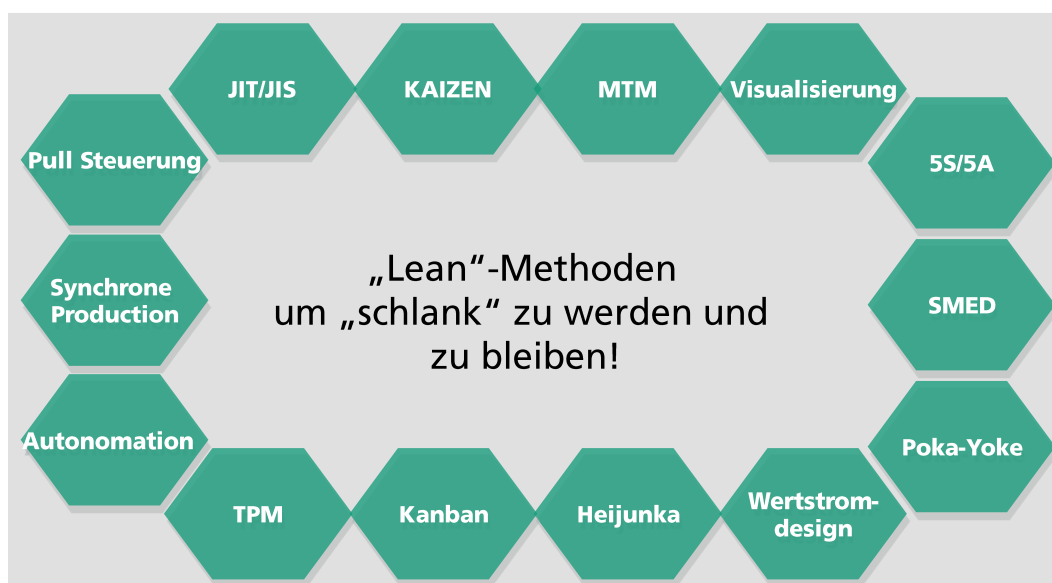 JIT/JIS
KAIZEN
MTM
Visualisierung
Pull Steuerung
5S/5A
„Lean“-Methoden
um „schlank“ zu werden und
zu bleiben!
Synchrone
Production
SMED
Autonomation
Poka-Yoke
TPM
Kanban
Heijunka
Wertstrom-
design